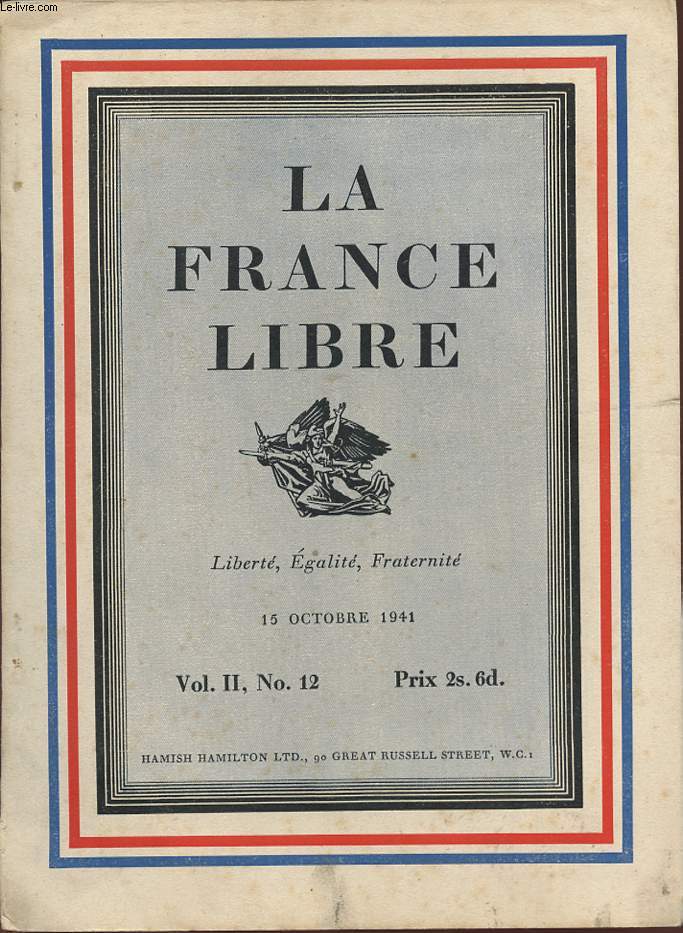 Le-livre.com
LA
FRANCE
LIBRE
Liberté, Égalité, Fraternité
15 OCTOBRE 1941
Vol. II, No. 12 Prix 2s. 6d.
HAMISH HAMILTON LTD., 90 GREAT RUSSELL STREET, W.C.1